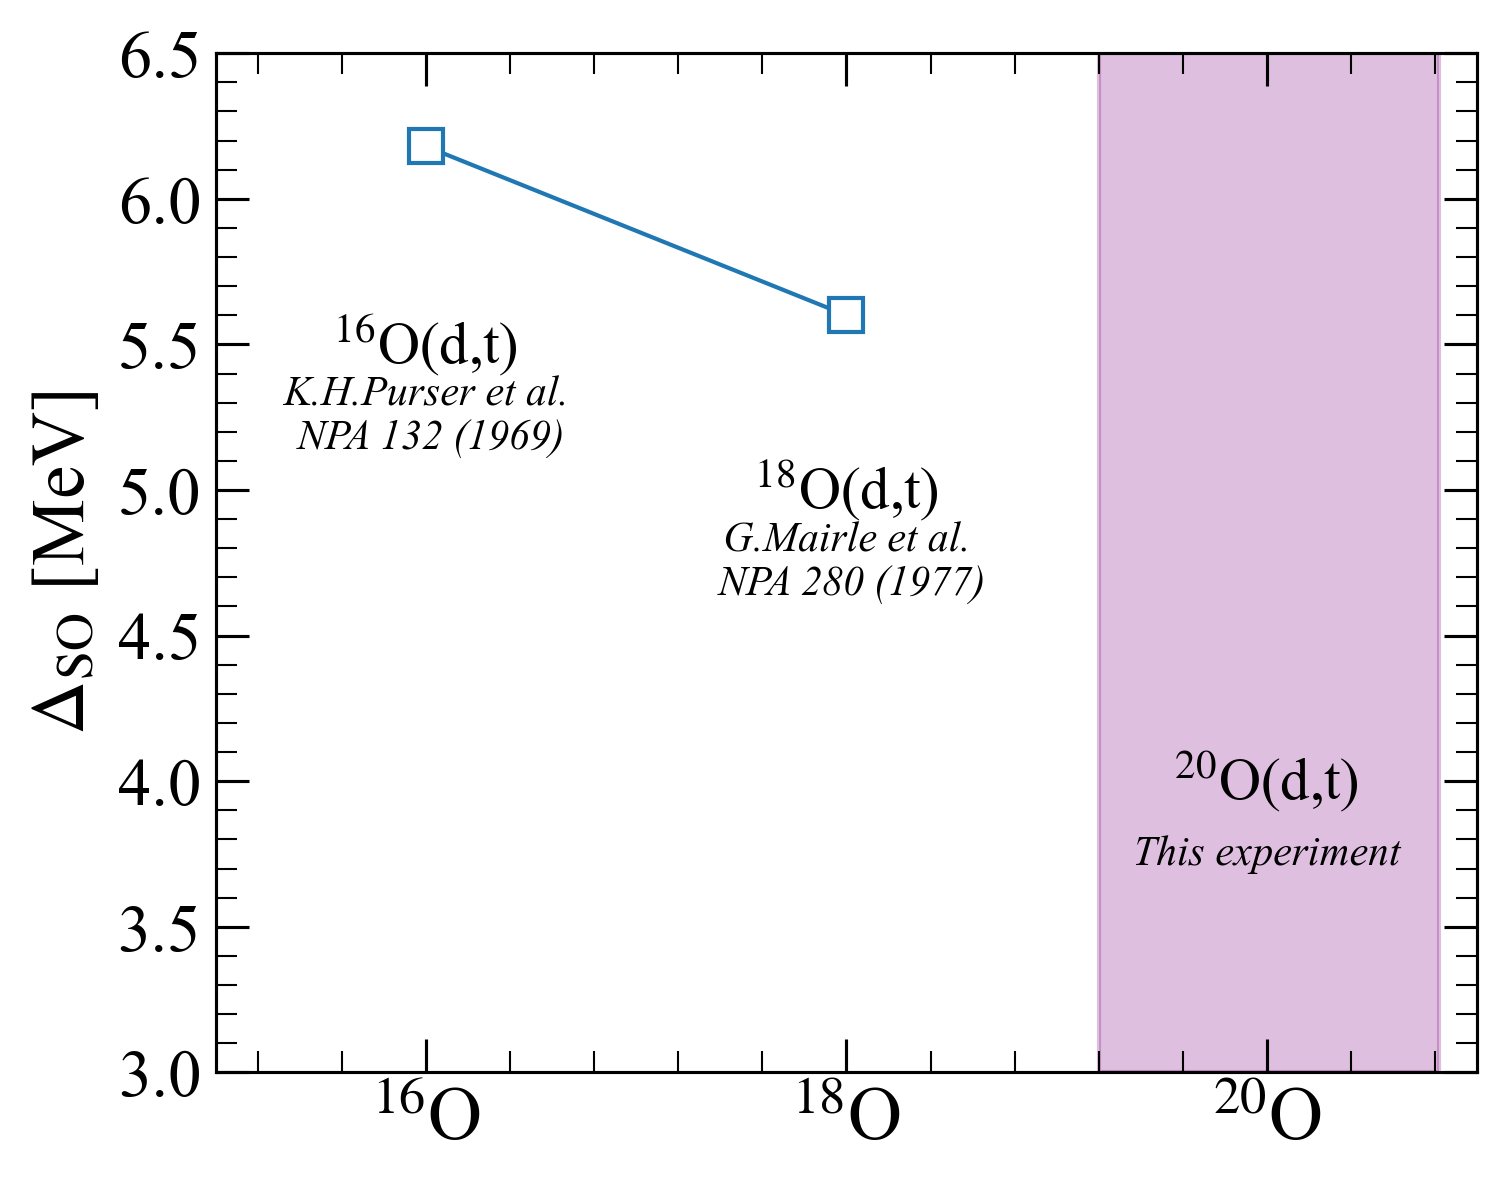 6.5
6.0
5.5
5.0
4.5
4.0
3.5
3.0
Δso [MeV]
¹⁶O(d,t)
K.H.Purser et al.
NPA 132 (1969)
¹⁸O(d,t)
G.Mairle et al.
NPA 280 (1977)
²⁰O(d,t)
This experiment
¹⁶O
¹⁸O
²⁰O